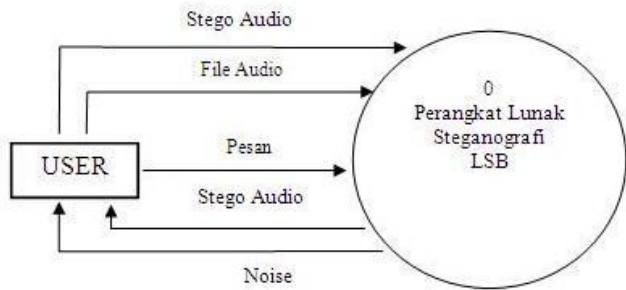 Stego Audio
File Audio
0
Perangkat Lunak
Steganografi
LSB
USER
Pesan
Stego Audio
Noise